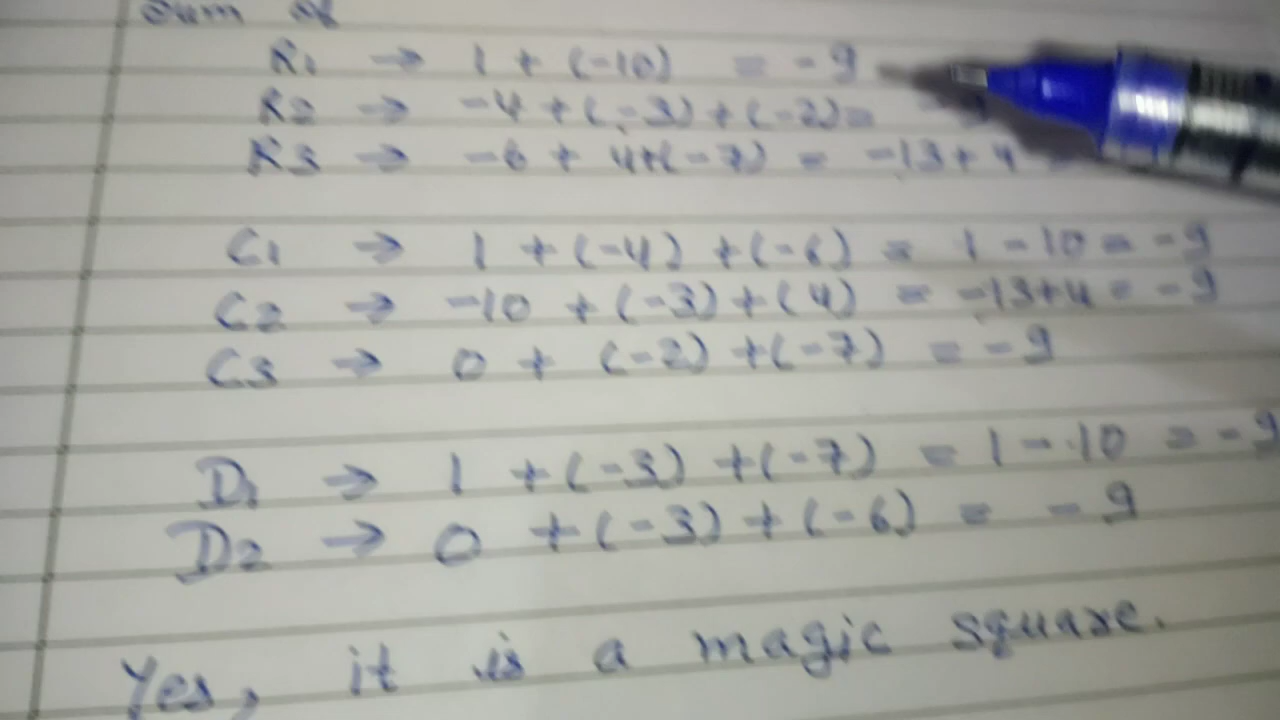 Sum of
R1 → 1 + (-10) = -9
R2 → -4 + (-3) + (-2) =
R3 → -6 + 4+(-7) = -13+4
C1 → 1 + (-4) + (-6) = 1 - 10 = -9
C2 → -10 + (-3) + (4) = -13+4 = -9
C3 → 0 + (-2) + (-7) = -9
D1 → 1 + (-3) + (-7) = 1 - 10 = -9
D2 → 0 + (-3) + (-6) = -9
Yes, it is a magic square.